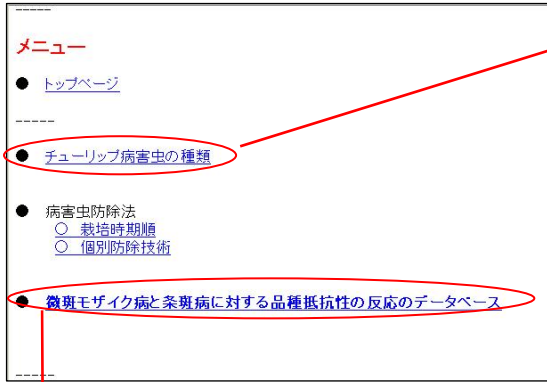 -----
メニュー
● トップページ
-----
● チューリップ病害虫の種類
● 病害虫防除法
○ 栽培時期順
○ 個別防除技術
● 微斑モザイク病と条斑病に対する品種抵抗性の反応のデータベース
-----